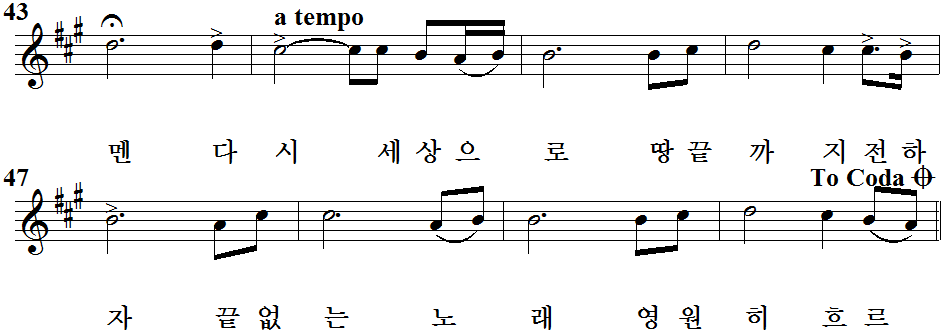 43
a tempo
멘 다 시 세 상 으 로 땅 끝 까 지 전 하
47
To Coda
자 끝 없 는 노 래 영 원 히 흐 르